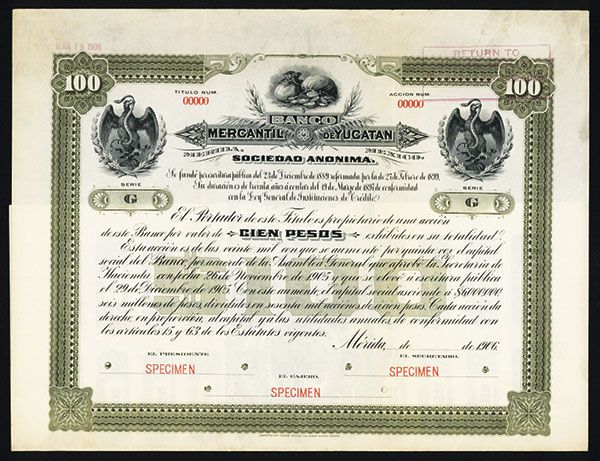 MAR 19 1906
RETURN TO
100
100
TITULO NUM.
00000
ACCION NUM.
00000
BANCO
MERCANTIL DE YUCATAN
MERIDA, MEXICO.
SOCIEDAD ANONIMA.
Se fundó por escritura pública del 23 de Diciembre de 1889 reformada por la de 27 de Febrero de 1899.
Su duración es de treinta años a contar del 19 de Marzo de 1897 de conformidad
con la Ley General de Instituciones de Crédito
SERIE
G
SERIE
G
El Portador de este Título es propietario de una acción
de este Banco por valor de CIEN PESOS exhibidos en su totalidad.
Esta acción es de las veinte mil con que se aumentó por quinta vez el capital
social del Banco, por acuerdo de la Asamblea General que aprobó la Secretaría de
Hacienda con fecha 26 de Noviembre de 1905 y se elevó a escritura pública
el 29 de Diciembre de 1905. Con este aumento, el capital social asciende á $6000000
seis millones de pesos, divididos en sesenta mil acciones de á cien pesos. Cada acción da
derecho, en proporción, al capital y á las utilidades anuales, de conformidad con
los artículos 15 y 63 de los Estatutos vigentes.
Mérida, de de 1906
EL PRESIDENTE
EL SECRETARIO.
SPECIMEN
SPECIMEN
EL CAJERO.
SPECIMEN